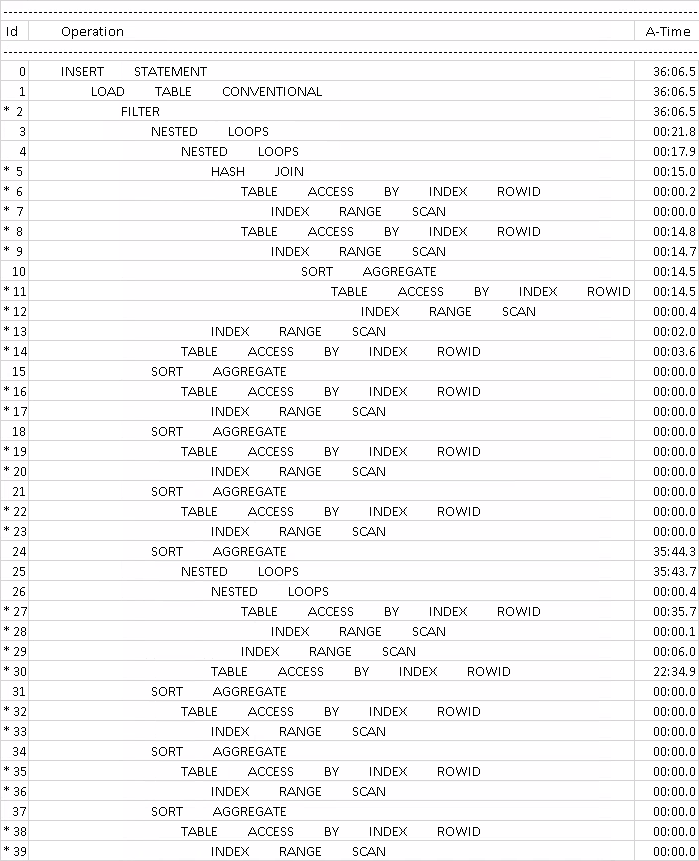 --------------------------------------------------------------------------------
Id Operation A-Time
--------------------------------------------------------------------------------
0 INSERT STATEMENT 36:06.5
1 LOAD TABLE CONVENTIONAL 36:06.5
* 2 FILTER 36:06.5
3 NESTED LOOPS 00:21.8
4 NESTED LOOPS 00:17.9
* 5 HASH JOIN 00:15.0
* 6 TABLE ACCESS BY INDEX ROWID 00:00.2
* 7 INDEX RANGE SCAN 00:00.0
* 8 TABLE ACCESS BY INDEX ROWID 00:14.8
* 9 INDEX RANGE SCAN 00:14.7
10 SORT AGGREGATE 00:14.5
* 11 TABLE ACCESS BY INDEX ROWID 00:14.5
* 12 INDEX RANGE SCAN 00:00.4
* 13 INDEX RANGE SCAN 00:02.0
* 14 TABLE ACCESS BY INDEX ROWID 00:03.6
15 SORT AGGREGATE 00:00.0
* 16 TABLE ACCESS BY INDEX ROWID 00:00.0
* 17 INDEX RANGE SCAN 00:00.0
18 SORT AGGREGATE 00:00.0
* 19 TABLE ACCESS BY INDEX ROWID 00:00.0
* 20 INDEX RANGE SCAN 00:00.0
21 SORT AGGREGATE 00:00.0
* 22 TABLE ACCESS BY INDEX ROWID 00:00.0
* 23 INDEX RANGE SCAN 00:00.0
24 SORT AGGREGATE 35:44.3
25 NESTED LOOPS 35:43.7
26 NESTED LOOPS 00:00.4
* 27 TABLE ACCESS BY INDEX ROWID 00:35.7
* 28 INDEX RANGE SCAN 00:00.1
* 29 INDEX RANGE SCAN 00:06.0
* 30 TABLE ACCESS BY INDEX ROWID 22:34.9
31 SORT AGGREGATE 00:00.0
* 32 TABLE ACCESS BY INDEX ROWID 00:00.0
* 33 INDEX RANGE SCAN 00:00.0
34 SORT AGGREGATE 00:00.0
* 35 TABLE ACCESS BY INDEX ROWID 00:00.0
* 36 INDEX RANGE SCAN 00:00.0
37 SORT AGGREGATE 00:00.0
* 38 TABLE ACCESS BY INDEX ROWID 00:00.0
* 39 INDEX RANGE SCAN 00:00.0